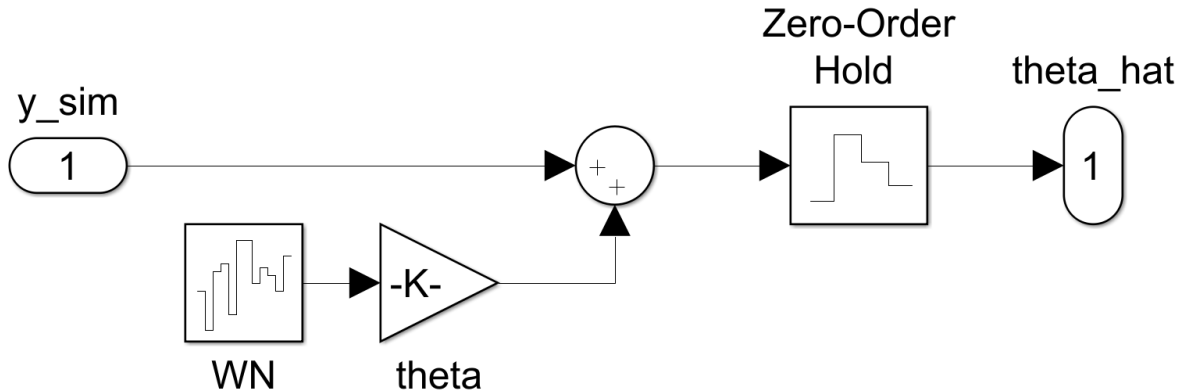 Zero-Order
Hold
theta_hat
y_sim
1
+
+
1
-K-
WN
theta